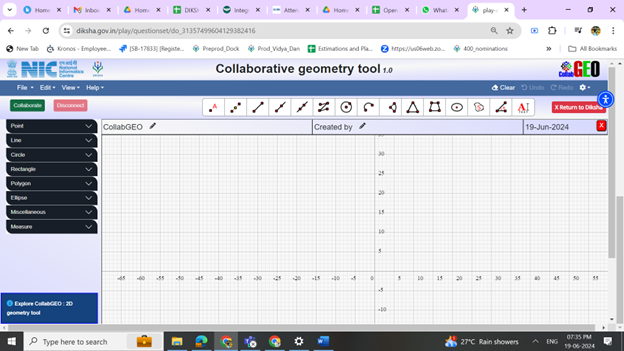 Home
Inbox
Home
DIKSH
Integ
Atten
Home
Open
What
play-
diksha.gov.in/play/questionset/do_31357499604129382416
New Tab
Kronos - Employee...
[SB-17833] [Registe...
Preprod_Dock
Prod_Vidya_Dan
Estimations and Pla...
https://us06web.zo...
400_nominations
»
All Bookmarks
NIC
National
Informatics
Centre
Collaborative geometry tool 1.0
CollabGEO
File Edit View Help
Clear Undo Redo
Collaborate Disconnect
A
X Return to Diksha
Point
Line
Circle
Rectangle
Polygon
Ellipse
Miscellaneous
Measure
CollabGEO Created by 19-Jun-2024 X
35
30
25
20
15
10
5
-65 -60 -55 -50 -45 -40 -35 -30 -25 -20 -15 -10 -5 0 5 10 15 20 25 30 35 40 45 50 55
-5
-10
Explore CollabGEO : 2D
geometry tool
Type here to search
27°C Rain showers
ENG
07:35 PM
19-06-2024